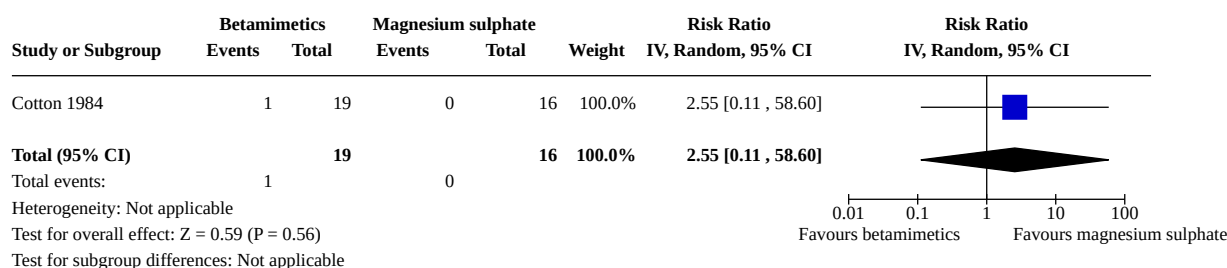 Betamimetics Magnesium sulphate Risk Ratio Risk Ratio
Study or Subgroup Events Total Events Total Weight IV, Random, 95% CI IV, Random, 95% CI
Cotton 1984 1 19 0 16 100.0% 2.55 [0.11 , 58.60]
Total (95% CI) 19 16 100.0% 2.55 [0.11 , 58.60]
Total events: 1 0
Heterogeneity: Not applicable
Test for overall effect: Z = 0.59 (P = 0.56)
Test for subgroup differences: Not applicable
0.01 0.1 1 10 100
Favours betamimetics Favours magnesium sulphate